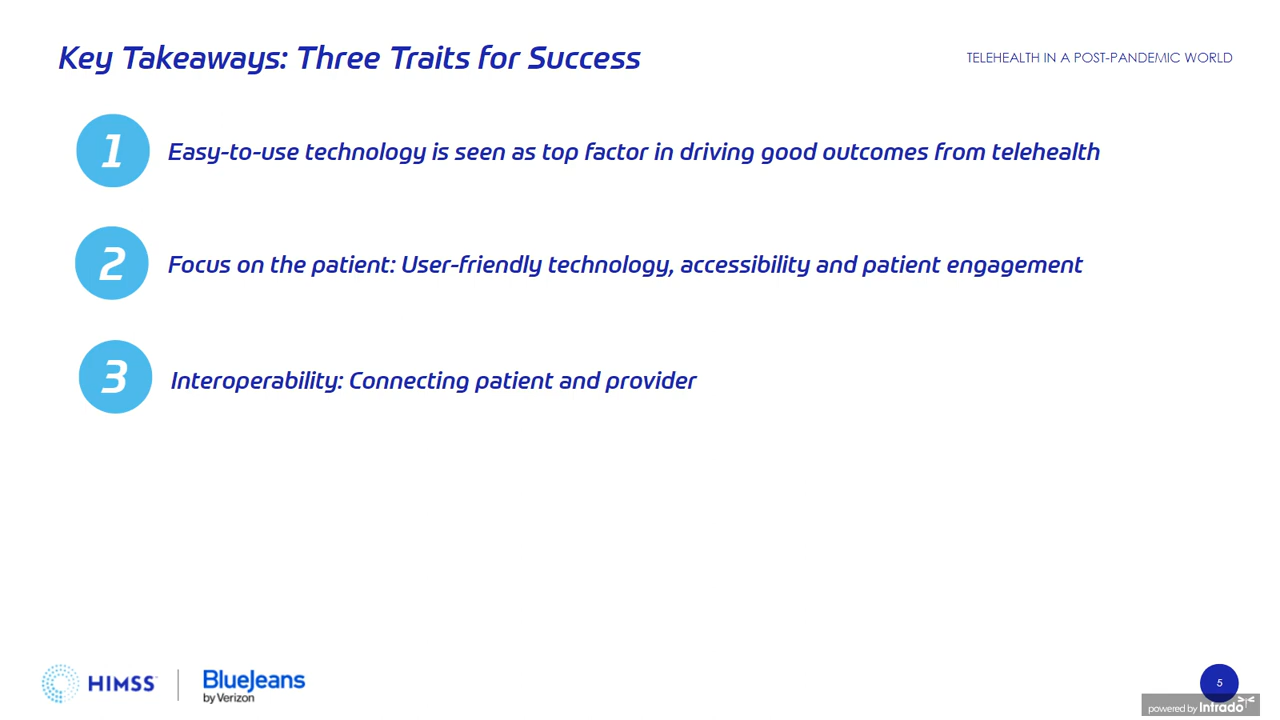 Key Takeaways: Three Traits for Success
TELEHEALTH IN A POST-PANDEMIC WORLD
1
Easy-to-use technology is seen as top factor in driving good outcomes from telehealth
2
Focus on the patient: User-friendly technology, accessibility and patient engagement
3
Interoperability: Connecting patient and provider
HIMSS
BlueJeans
by Verizon
5
powered by Intrado